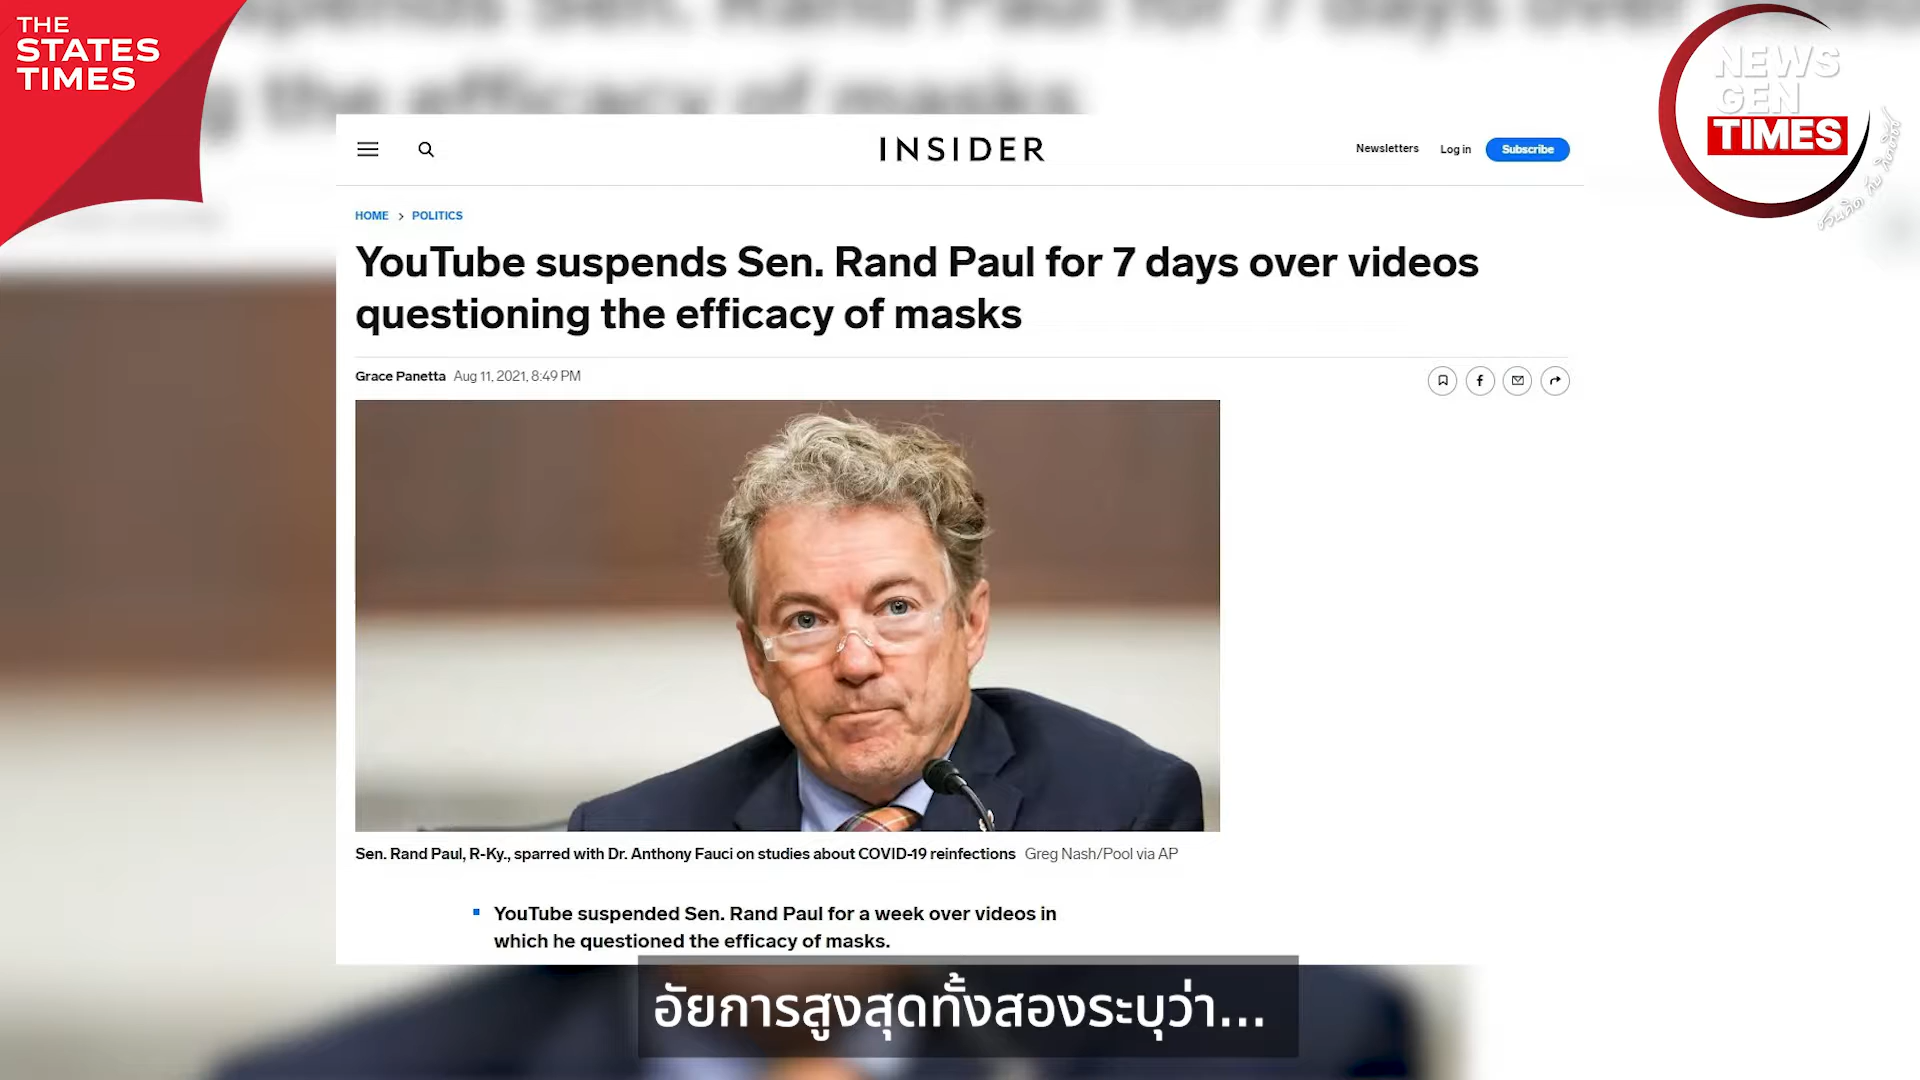 THE
STATES
TIMES
NEWS
GEN
TIMES
INSIDER
Newsletters
Log in
Subscribe
HOME > POLITICS
YouTube suspends Sen. Rand Paul for 7 days over videos
questioning the efficacy of masks
Grace Panetta Aug 11, 2021, 8:49 PM
Sen. Rand Paul, R-Ky., sparred with Dr. Anthony Fauci on studies about COVID-19 reinfections Greg Nash/Pool via AP
YouTube suspended Sen. Rand Paul for a week over videos in
which he questioned the efficacy of masks.
อัยการสูงสุดทั้งสองระบุว่า...